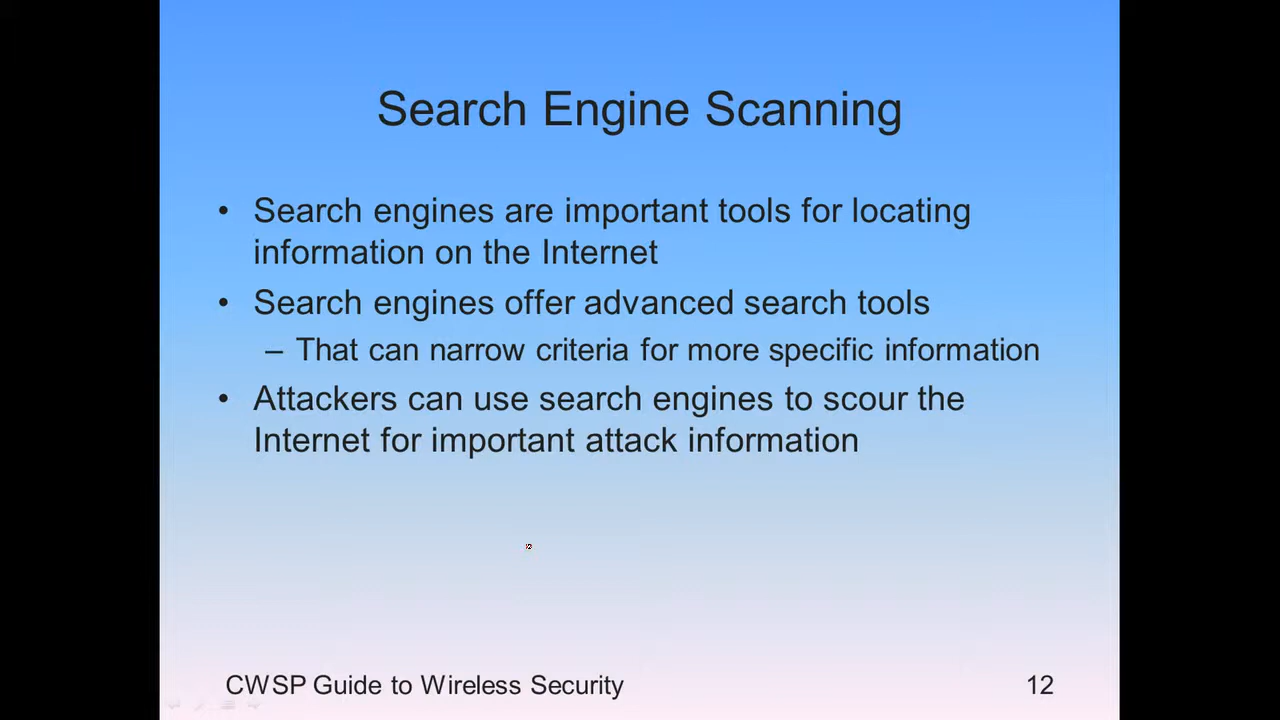 Search Engine Scanning
• Search engines are important tools for locating
information on the Internet
• Search engines offer advanced search tools
– That can narrow criteria for more specific information
• Attackers can use search engines to scour the
Internet for important attack information
CWSP Guide to Wireless Security
12